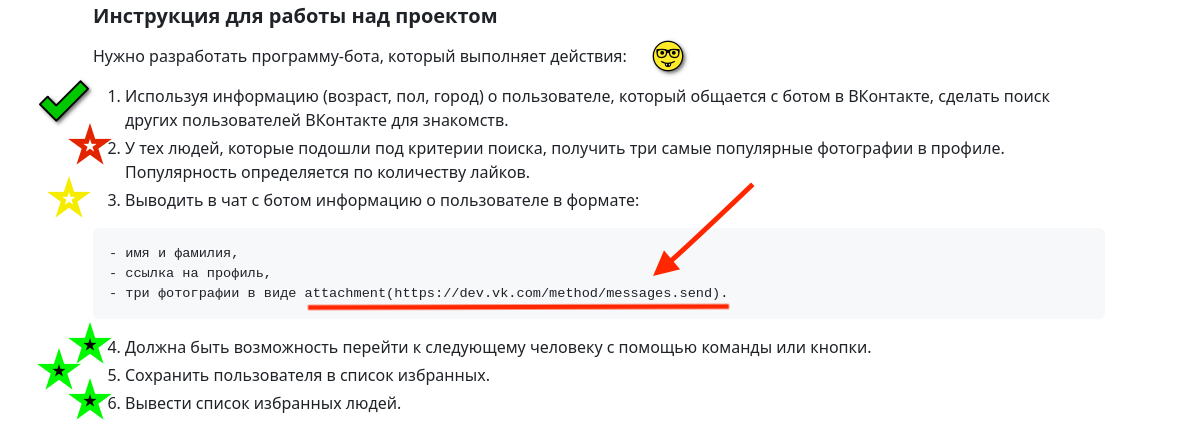 Инструкция для работы над проектом
Нужно разработать программу-бота, который выполняет действия:
1. Используя информацию (возраст, пол, город) о пользователе, который общается с ботом в ВКонтакте, сделать поиск
других пользователей ВКонтакте для знакомств.
2. У тех людей, которые подошли под критерии поиска, получить три самые популярные фотографии в профиле.
Популярность определяется по количеству лайков.
3. Выводить в чат с ботом информацию о пользователе в формате:
- имя и фамилия,
- ссылка на профиль,
- три фотографии в виде attachment(https://dev.vk.com/method/messages.send).
4. Должна быть возможность перейти к следующему человеку с помощью команды или кнопки.
5. Сохранить пользователя в список избранных.
6. Вывести список избранных людей.